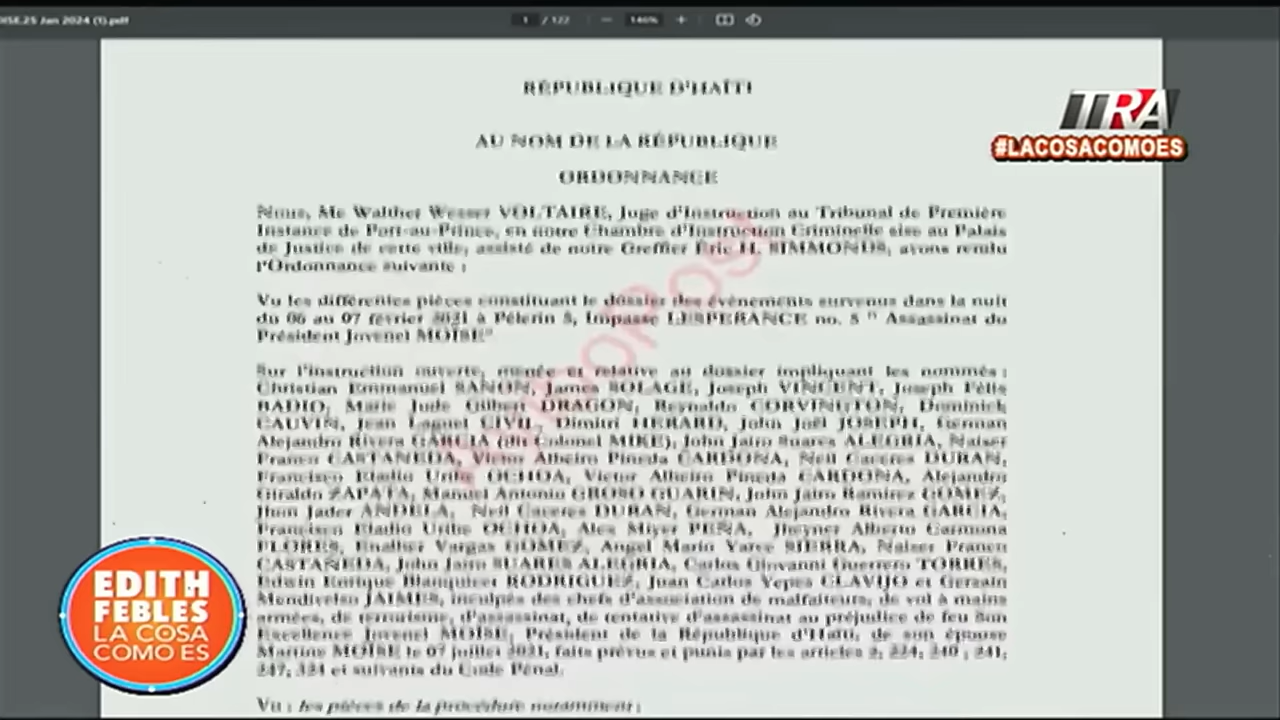 OISE.25 Jan 2024 (1).pdf
1 / 122
146%
RÉPUBLIQUE D'HAÏTI
TRA
#LACOSACOMOES
AU NOM DE LA RÉPUBLIQUE
ORDONNANCE
Nous, Me Walther Wesser VOLTAIRE, Juge d'Instruction au Tribunal de Première
Instance de Port-au-Prince, en notre Chambre d'Instruction Criminelle sise au Palais
de Justice de cette ville, assisté de notre Greffier Eric H. SIMMONDS, avons rendu
l'Ordonnance suivante :
Vu les différentes pièces constituant le dossier des événements survenus dans la nuit
du 06 au 07 février 2021 à Pélerin 5, Impasse LESPERANCE no. 5 " Assassinat du
Président Jovenel MOISE"
Sur l'instruction ouverte, menée et relative au dossier impliquant les nommés :
Christian Emmanuel SANON, James SOLAGE, Joseph VINCENT, Joseph Félix
BADIO, Marie Jude Gilbert DRAGON, Reynaldo CORVINGTON, Dominick
CAUVIN, Jean Laguel CIVIL, Dimitri HERARD, John Joël JOSEPH, German
Alejandro Rivera GARCIA (dit Colonel MIKE), John Jairo Suares ALEGRIA, Naiser
Franco CASTANEDA, Victor Albeiro Pineda CARDONA, Neil Caceres DURAN,
Francisco Eladio Uribe OCHOA, Victor Albeiro Pineda CARDONA, Alejandro
Giraldo ZAPATA, Manuel Antonio GROSO GUARIN, John Jairo Ramirez GOMEZ,
Jhon Jader ANDELA, Neil Caceres DURAN, German Alejandro Rivera GARCIA,
Francisco Eladio Uribe OCHOA, Alex Miyer PEÑA, Jheyner Alberto Carmona
FLORES, Enalber Vargas GOMEZ, Angel Mario Yarce SIERRA, Naiser Franco
CASTANEDA, John Jairo SUARES ALEGRIA, Carlos Giovanni Guerrero TORRES,
Edwin Enrique Blanquicet RODRIGUEZ, Juan Carlos Yepes CLAVIJO et Gersain
Mendivelso JAIMES, inculpés des chefs d'association de malfaiteurs, de vol à mains
armées, de terrorisme, d'assassinat, de tentative d'assassinat au préjudice de feu Son
Excellence Jovenel MOÏSE, Président de la République d'Haïti, de son épouse
Martine MOÏSE le 07 juillet 2021, faits prévus et punis par les articles 2, 224, 240 , 241,
247, 324 et suivants du Code Pénal.
Vu : les pièces de la procédure notamment :
EDITH
FEBLES
LA COSA
COMO ES